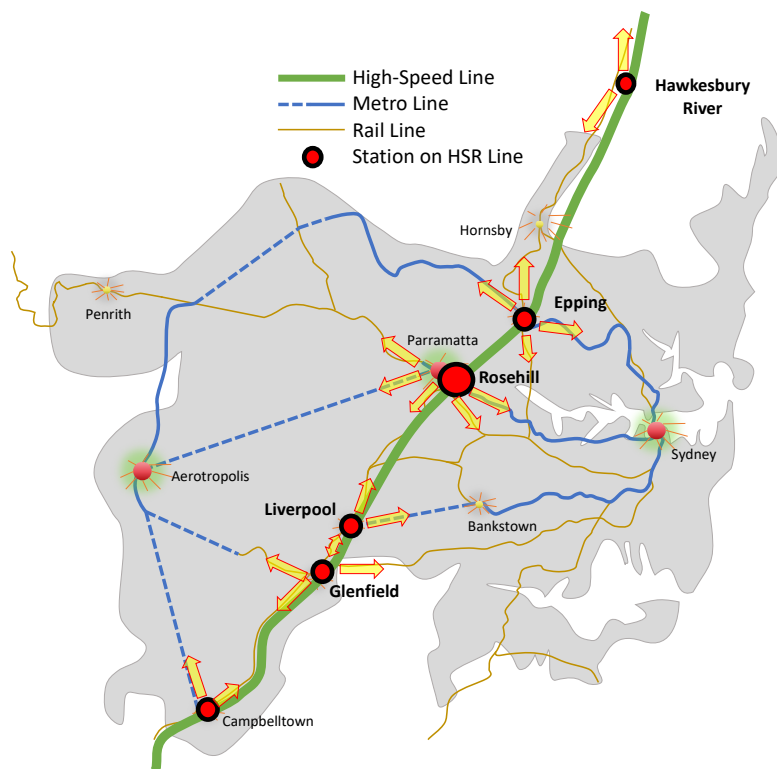 High-Speed Line
Metro Line
Rail Line
Station on HSR Line
Hawkesbury
River
Hornsby
Penrith
Epping
Parramatta
Rosehill
Aerotropolis
Sydney
Liverpool
Bankstown
Glenfield
Campbelltown